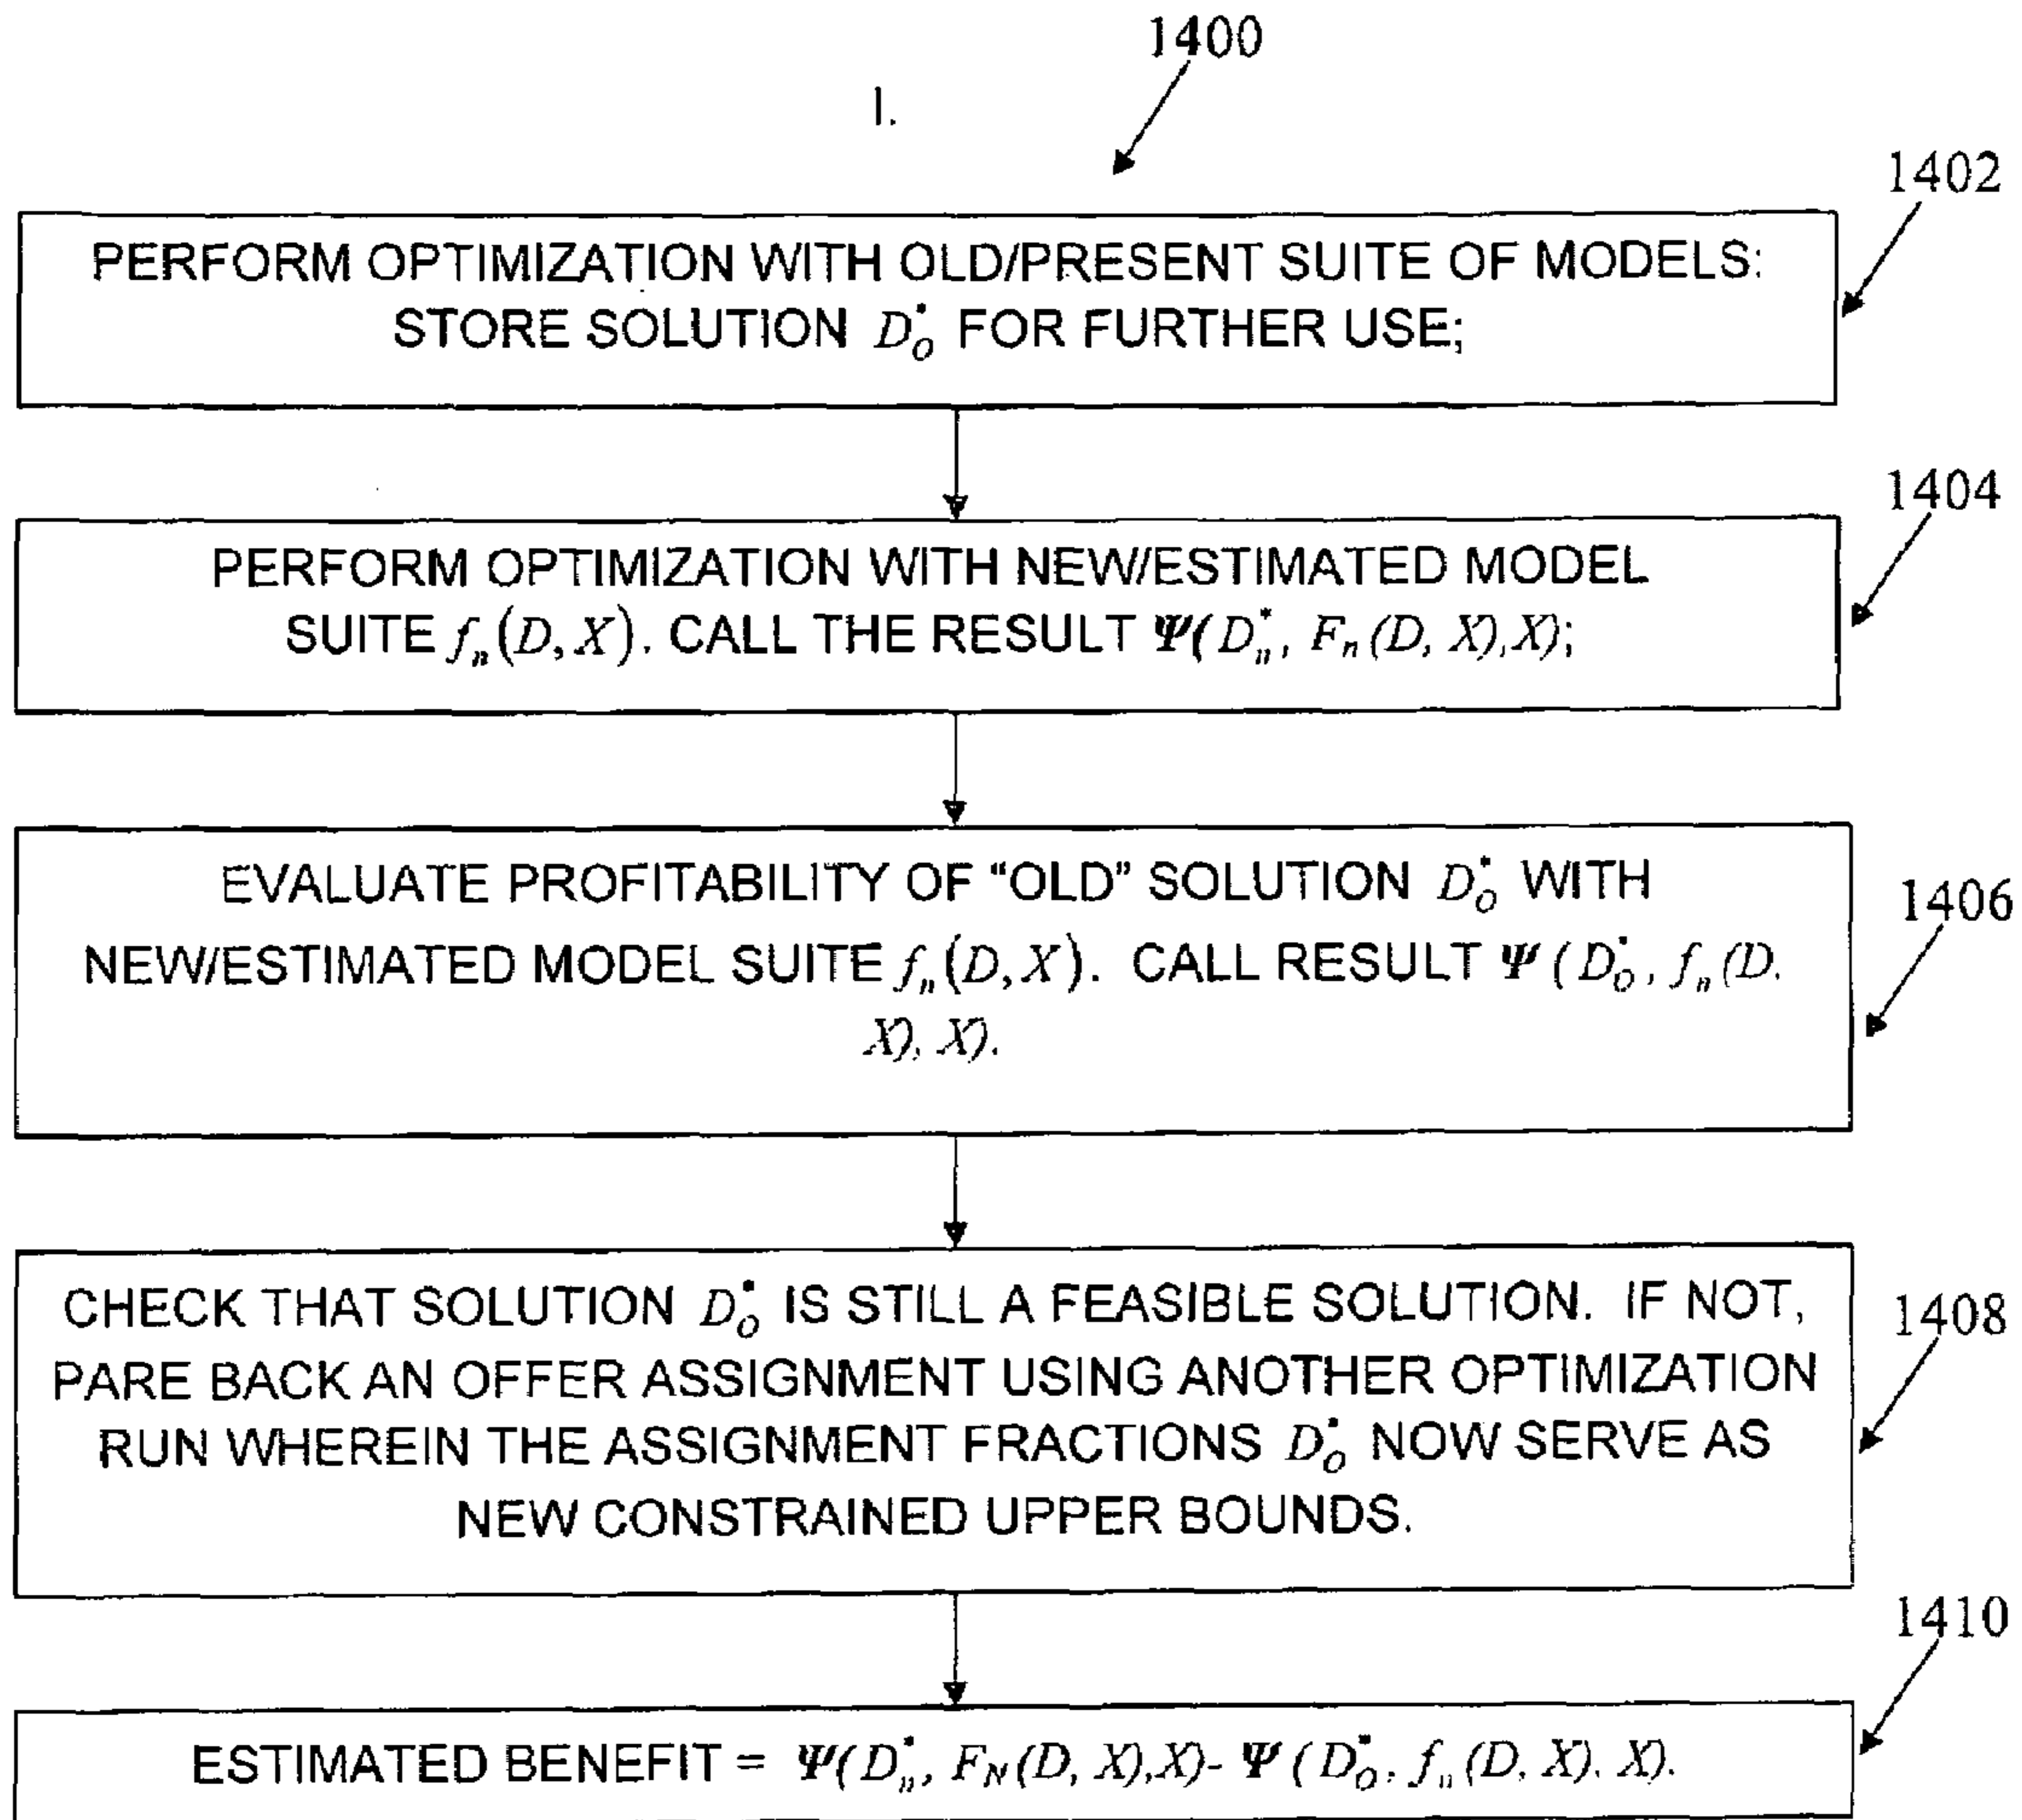 1400
I.
1402
PERFORM OPTIMIZATION WITH OLD/PRESENT SUITE OF MODELS:
STORE SOLUTION D*O FOR FURTHER USE;
1404
PERFORM OPTIMIZATION WITH NEW/ESTIMATED MODEL
SUITE fn(D, X). CALL THE RESULT Ψ(D*n, Fn(D, X),X);
1406
EVALUATE PROFITABILITY OF "OLD" SOLUTION D*O WITH
NEW/ESTIMATED MODEL SUITE fn(D, X). CALL RESULT Ψ (D*O, fn(D,
X), X).
1408
CHECK THAT SOLUTION D*O IS STILL A FEASIBLE SOLUTION. IF NOT,
PARE BACK AN OFFER ASSIGNMENT USING ANOTHER OPTIMIZATION
RUN WHEREIN THE ASSIGNMENT FRACTIONS D*O NOW SERVE AS
NEW CONSTRAINED UPPER BOUNDS.
1410
ESTIMATED BENEFIT = Ψ(D*n, FN(D, X),X)- Ψ (D*O, fn(D, X), X).